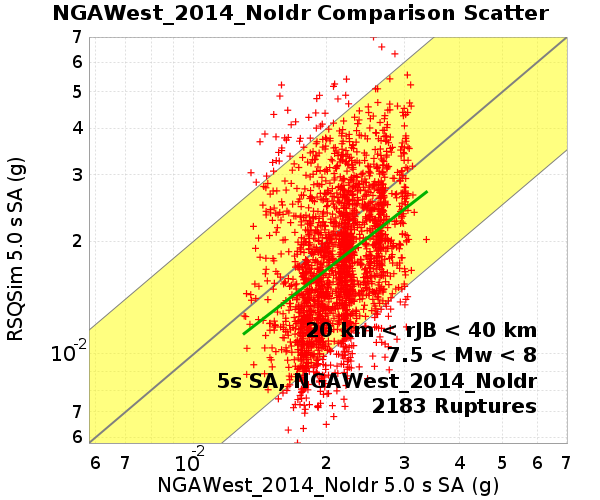 NGAWest_2014_NoIdr Comparison Scatter
7
6
5
4
3
2
10-2
7
6
RSQSim 5.0 s SA (g)
20 km < rJB < 40 km
7.5 < Mw < 8
5s SA, NGAWest_2014_NoIdr
2183 Ruptures
6 7 10-2 2 3 4 5 6 7
NGAWest_2014_NoIdr 5.0 s SA (g)